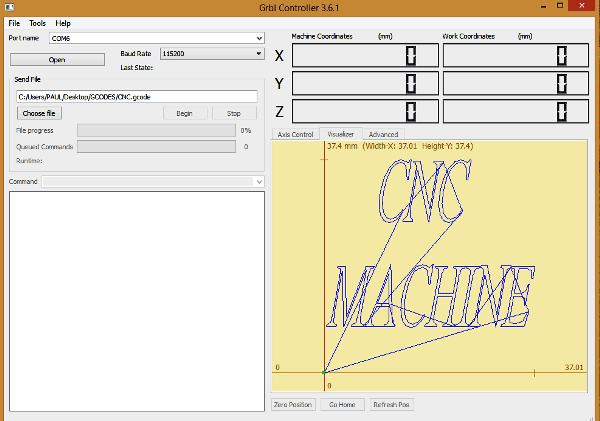 Grbl Controller 3.6.1
File Tools Help
Port name COM6
Baud Rate 115200
Open
Last State:
Send File
C:/Users/PAUL/Desktop/GCODES/CNC.gcode
Choose file Begin Stop
File progress 0%
Queued Commands 0
Runtime:
Command
Machine Coordinates (mm) Work Coordinates (mm)
X 0 0
Y 0 0
Z 0 0
Axis Control Visualizer Advanced
37.4 mm (Width-X: 37.01 Height-Y: 37.4)
CNC
MACHINE
0 37.01
0
Zero Position Go Home Refresh Pos